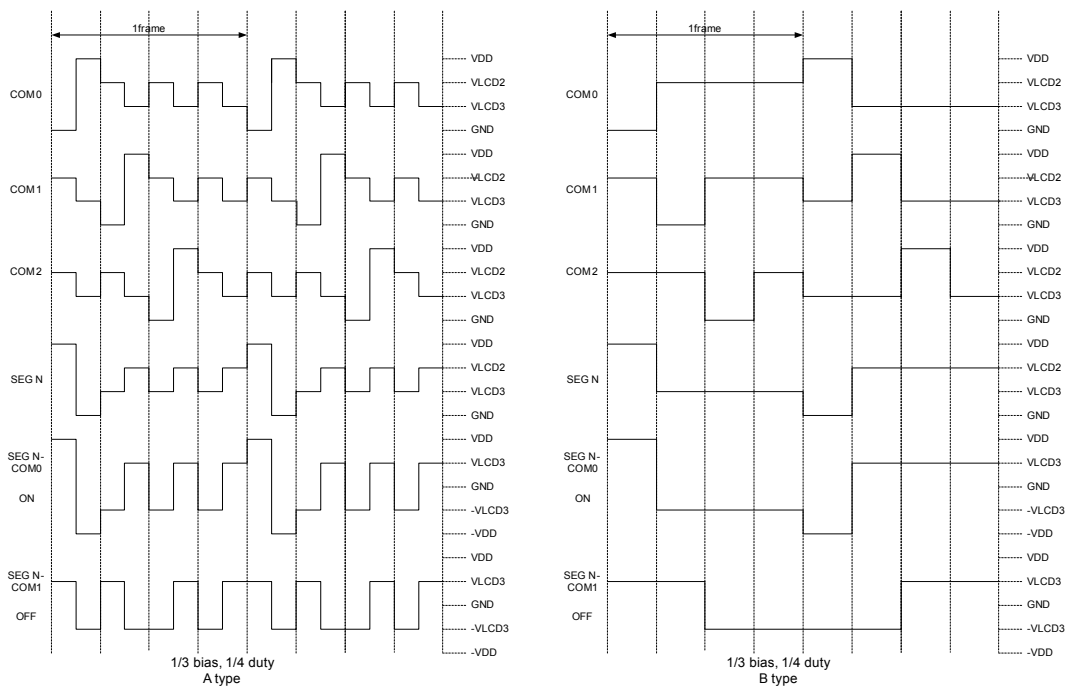 1frame
COM0
VDD
VLCD2
VLCD3
GND
COM1
VDD
VLCD2
VLCD3
GND
COM2
VDD
VLCD2
VLCD3
GND
SEG N
VDD
VLCD2
VLCD3
GND
SEG N-
COM0
ON
VDD
VLCD3
GND
-VLCD3
-VDD
SEG N-
COM1
OFF
VDD
VLCD3
GND
-VLCD3
-VDD
1/3 bias, 1/4 duty
A type
1frame
COM0
VDD
VLCD2
VLCD3
GND
COM1
VDD
VLCD2
VLCD3
GND
COM2
VDD
VLCD2
VLCD3
GND
SEG N
VDD
VLCD2
VLCD3
GND
SEG N-
COM0
ON
VDD
VLCD3
GND
-VLCD3
-VDD
SEG N-
COM1
OFF
VDD
VLCD3
GND
-VLCD3
-VDD
1/3 bias, 1/4 duty
B type